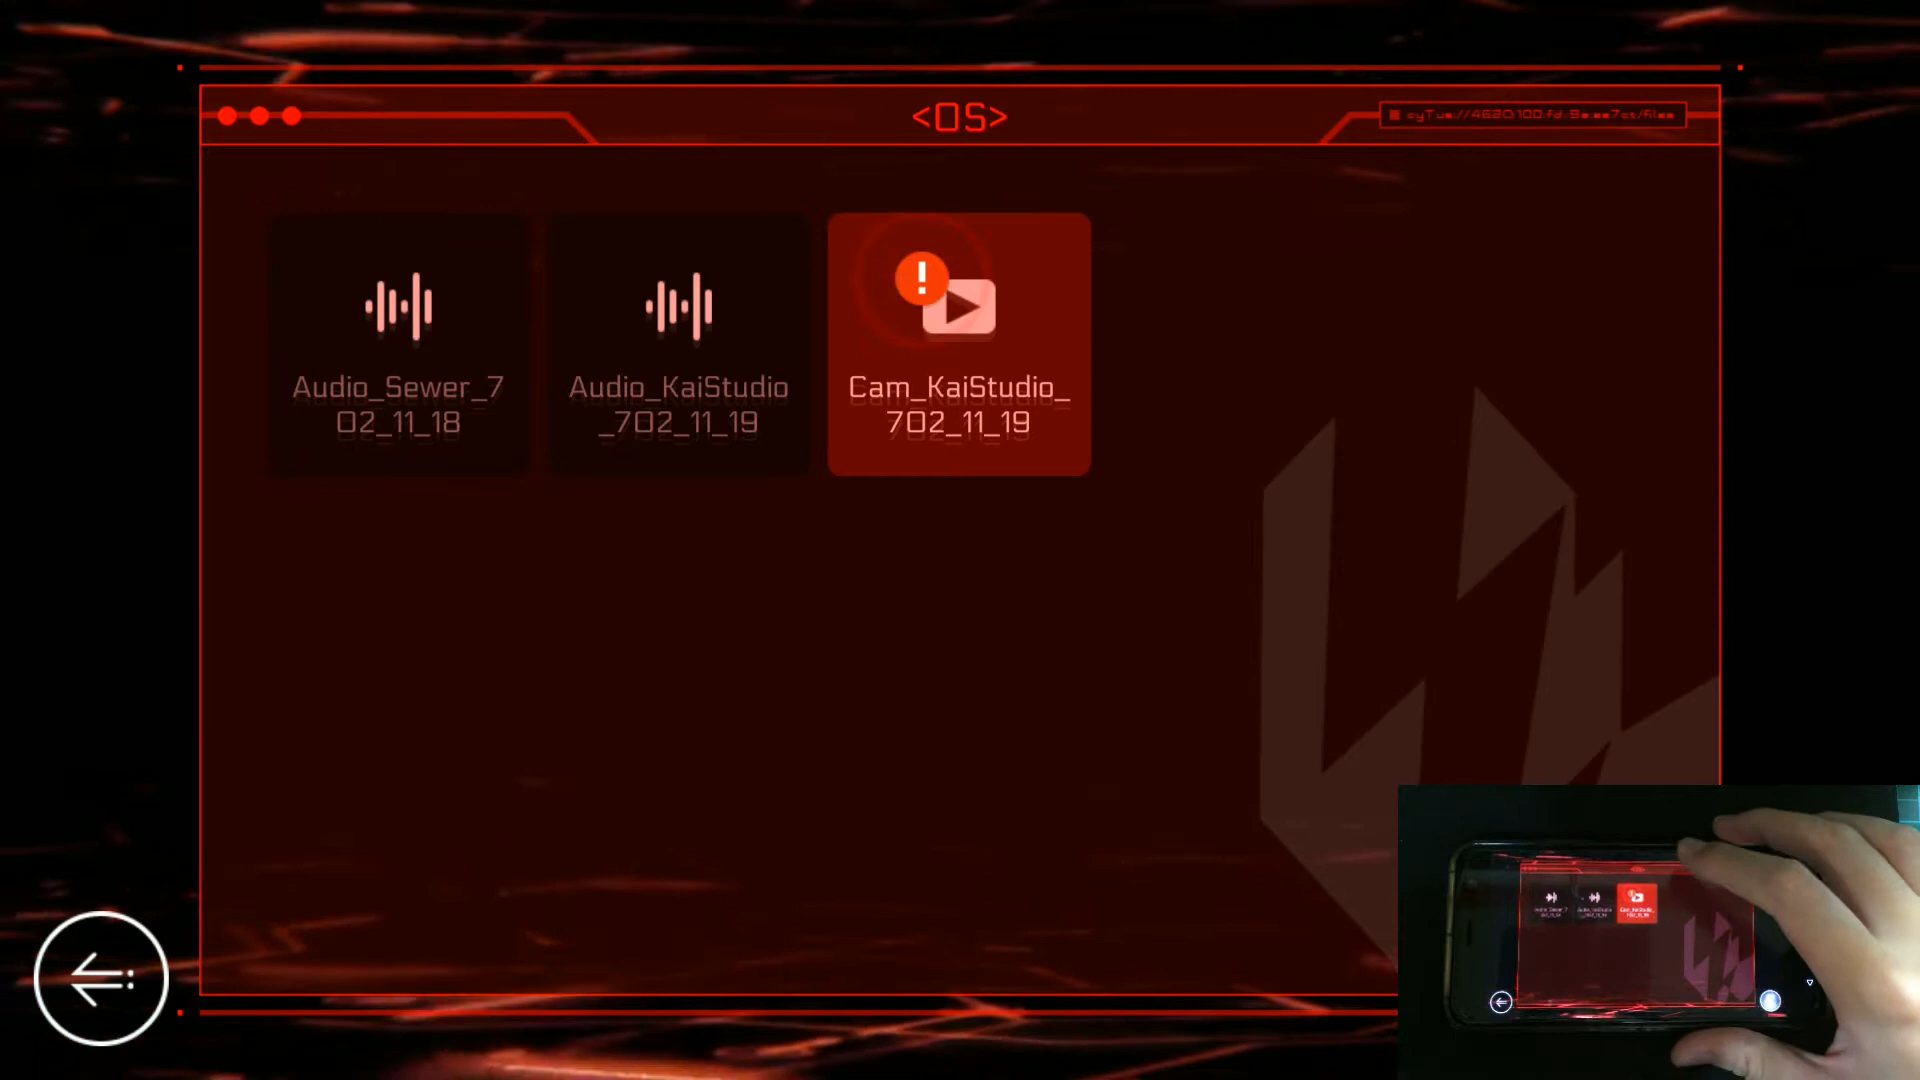 <OS>
Audio_Sewer_7
02_11_18
Audio_KaiStudio
_702_11_19
Cam_KaiStudio_
702_11_19